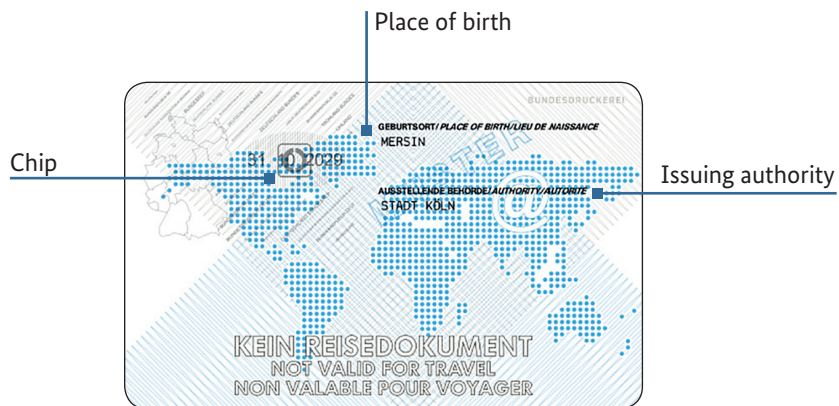 Place of birth
BUNDESDRUCKEREI
GEBURTSORT/PLACE OF BIRTH/LIEU DE NAISSANCE
MERSIN
MUSTER
31 10 2029
Chip
AUSSTELLENDE BEHÖRDE/AUTHORITY/AUTORITÉ
Issuing authority
STADT KÖLN
@
KEIN REISEDOKUMENT
NOT VALID FOR TRAVEL
NON VALABLE POUR VOYAGER